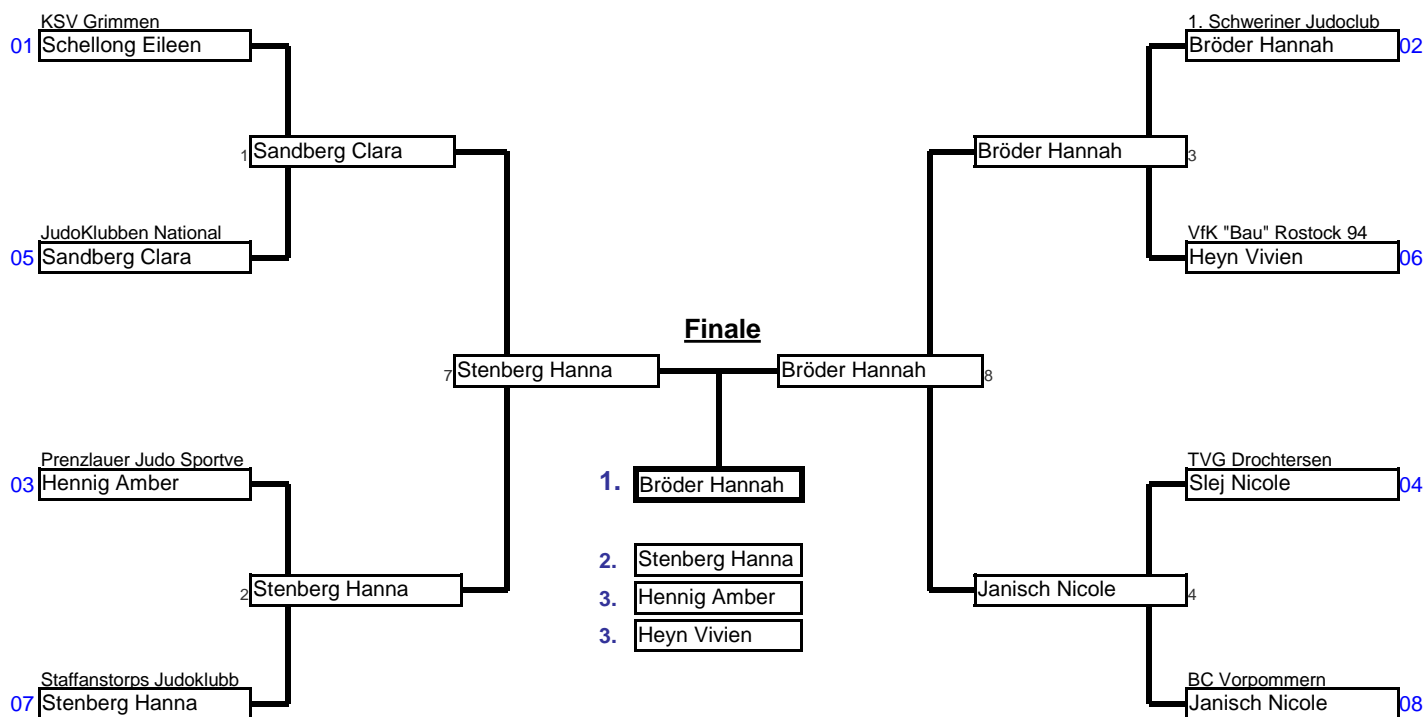 KSV Grimmen
01 Schellong Eileen
1 Sandberg Clara
JudoKlubben National
05 Sandberg Clara
7 Stenberg Hanna
Prenzlauer Judo Sportve
03 Hennig Amber
2 Stenberg Hanna
Staffanstorps Judoklubb
07 Stenberg Hanna
Finale
1. Bröder Hannah
2. Stenberg Hanna
3. Hennig Amber
3. Heyn Vivien
1. Schweriner Judoclub
Bröder Hannah 02
Bröder Hannah 3
VfK "Bau" Rostock 94
Heyn Vivien 06
Bröder Hannah 8
TVG Drochtersen
Slej Nicole 04
Janisch Nicole 4
BC Vorpommern
Janisch Nicole 08